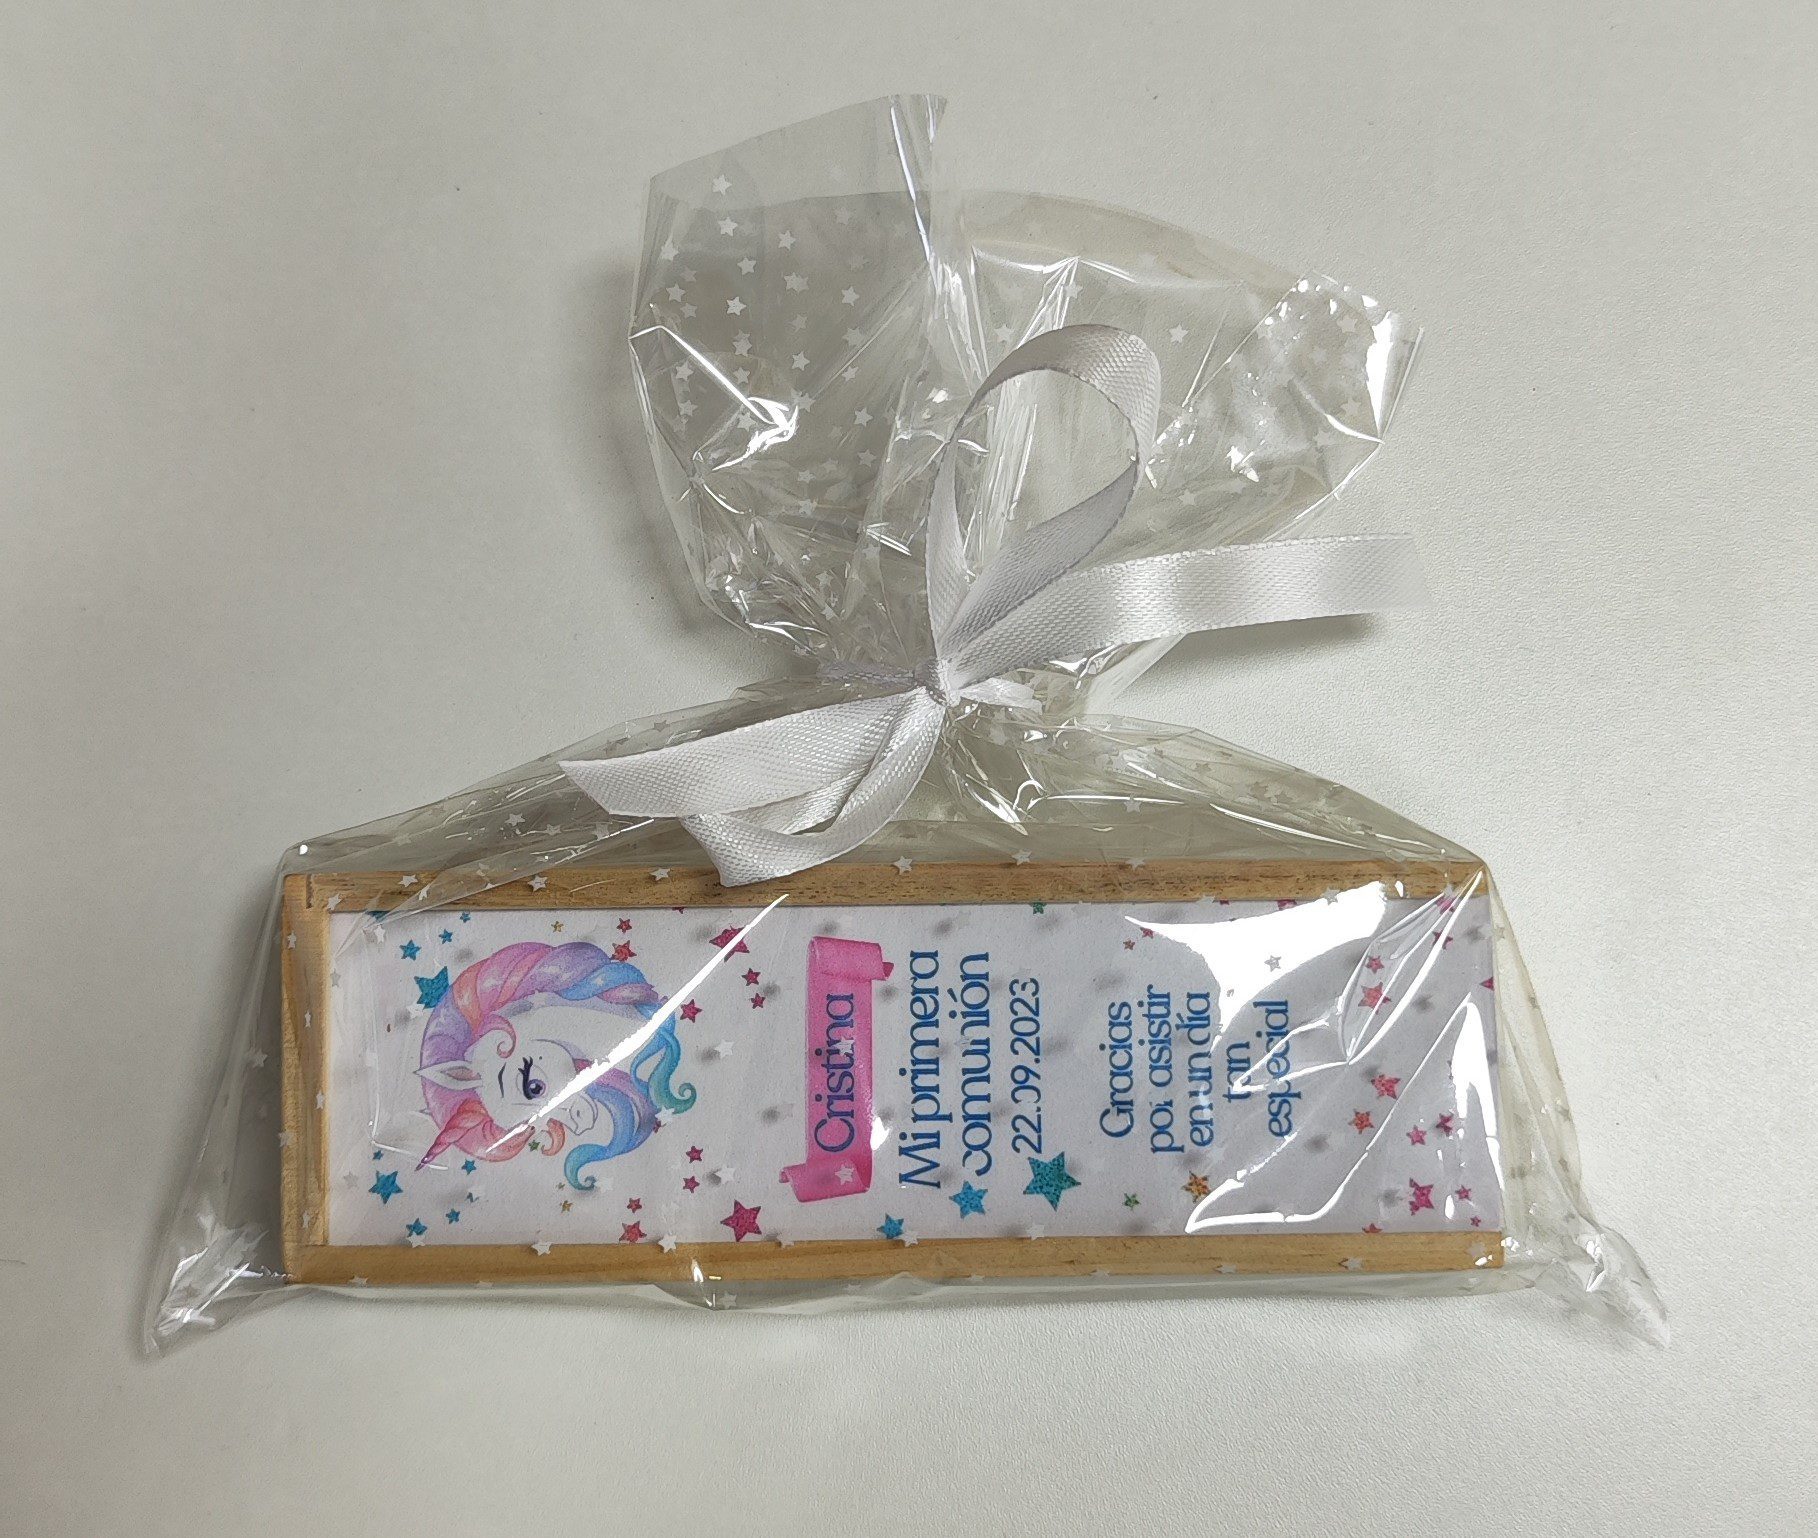 Cristina
Mi primera
comunión
22.09.2023
Gracias
por asistir
en un día
tan
especial